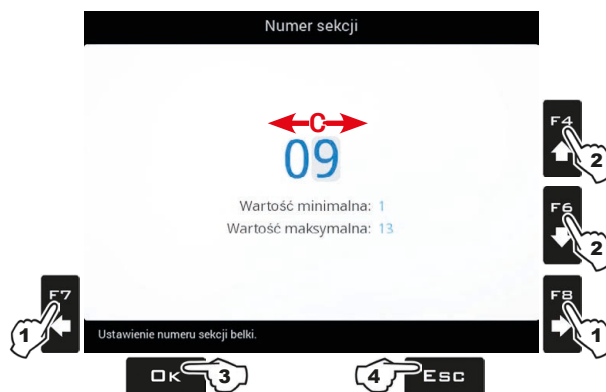 Numer sekcji
C
09
Wartość minimalna: 1
Wartość maksymalna: 13
Ustawienie numeru sekcji belki.
F4
2
F6
2
F7
1
F8
1
OK
3
4
ESC